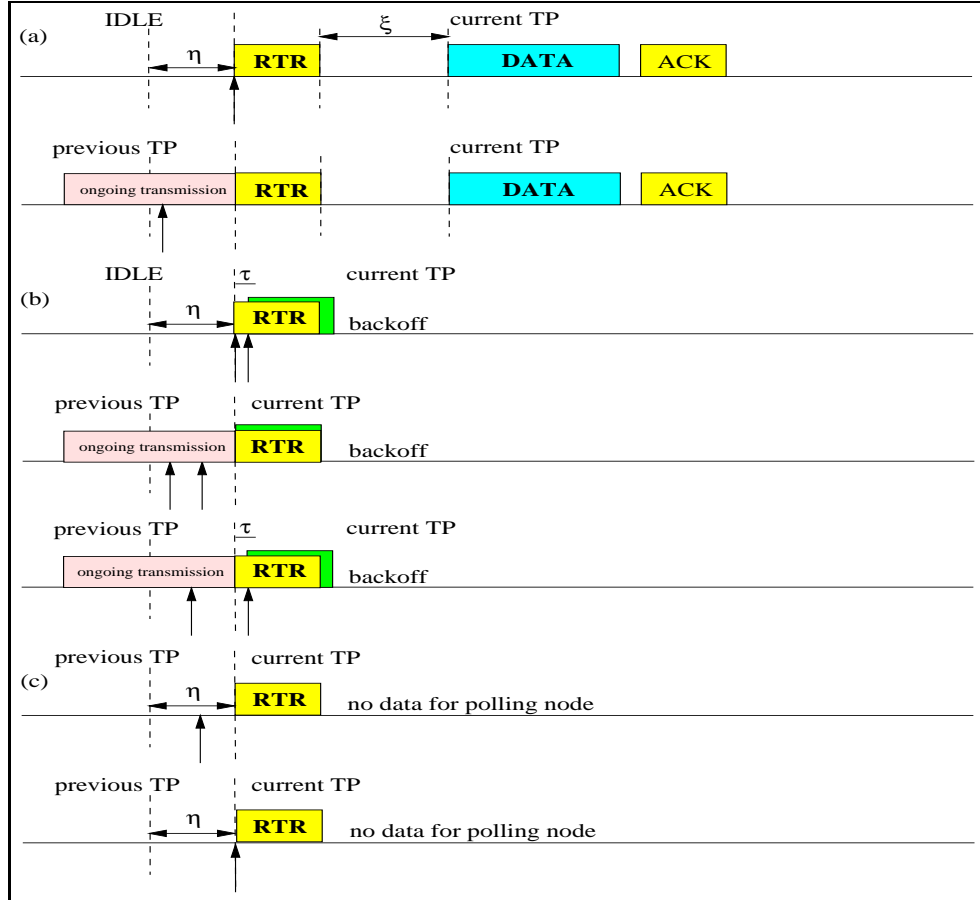 IDLE ξ current TP
(a) η RTR DATA ACK
previous TP current TP
ongoing transmission RTR DATA ACK
IDLE τ current TP
(b) η RTR backoff
previous TP current TP
ongoing transmission RTR backoff
previous TP τ current TP
ongoing transmission RTR backoff
previous TP current TP
(c) η RTR no data for polling node
previous TP current TP
η RTR no data for polling node